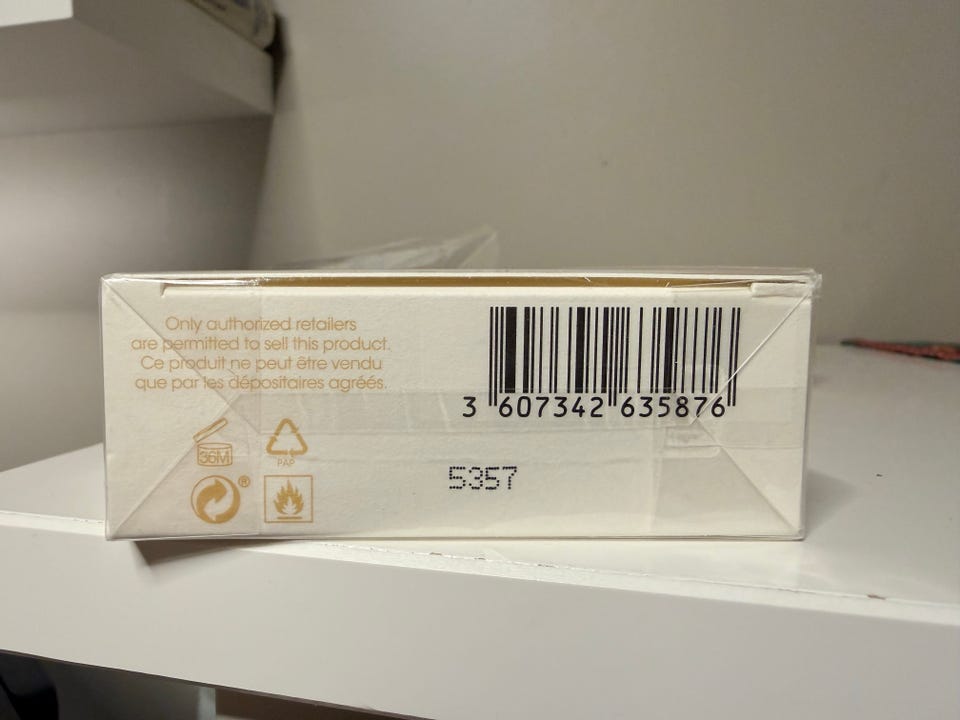 Only authorized retailers
are permitted to sell this product.
Ce produit ne peut être vendu
que par les dépositaires agréés.
3 607342 635876
36M
PAP
®
5357